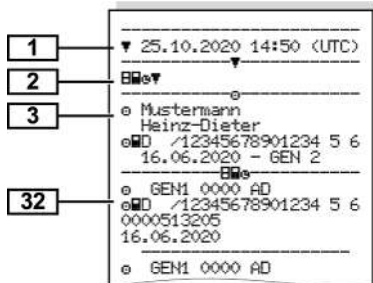 1
▼ 25.10.2020 14:50 (UTC)
2
3
Mustermann
Heinz-Dieter
D /12345678901234 5 6
16.06.2020 - GEN 2
32
GEN1 0000 AD
D /12345678901234 5 6
0000513205
16.06.2020
GEN1 0000 AD